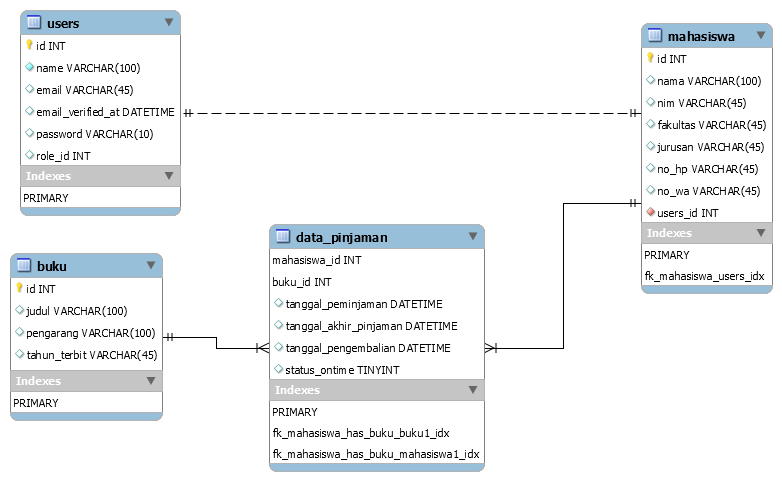 users
id INT
name VARCHAR(100)
email VARCHAR(45)
email_verified_at DATETIME
password VARCHAR(10)
role_id INT
Indexes
PRIMARY
mahasiswa
id INT
nama VARCHAR(100)
nim VARCHAR(45)
fakultas VARCHAR(45)
jurusan VARCHAR(45)
no_hp VARCHAR(45)
no_wa VARCHAR(45)
users_id INT
Indexes
PRIMARY
fk_mahasiswa_users_idx
buku
id INT
judul VARCHAR(100)
pengarang VARCHAR(100)
tahun_terbit VARCHAR(45)
Indexes
PRIMARY
data_pinjaman
mahasiswa_id INT
buku_id INT
tanggal_peminjaman DATETIME
tanggal_akhir_pinjaman DATETIME
tanggal_pengembalian DATETIME
status_ontime TINYINT
Indexes
PRIMARY
fk_mahasiswa_has_buku_buku1_idx
fk_mahasiswa_has_buku_mahasiswa1_idx